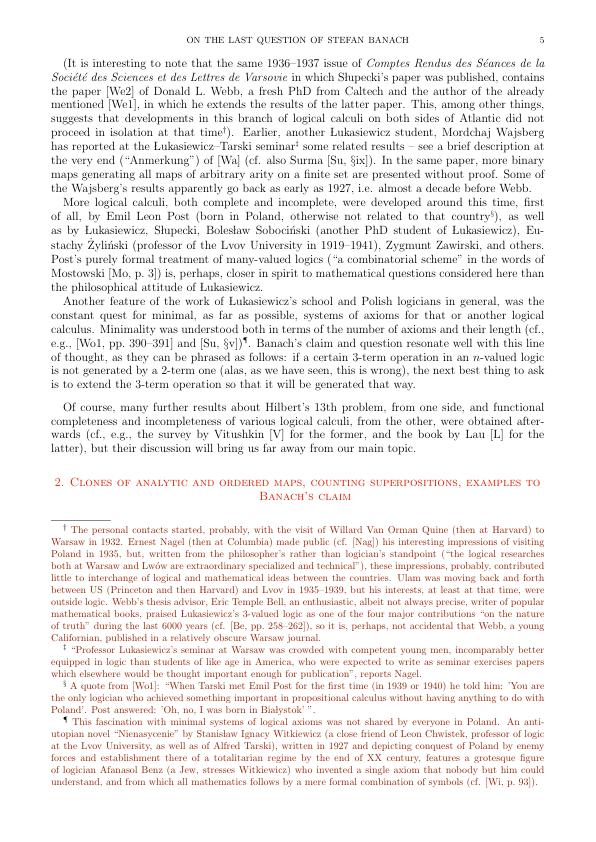 ON THE LAST QUESTION OF STEFAN BANACH 5
(It is interesting to note that the same 1936–1937 issue of Comptes Rendus des Séances de la
Société des Sciences et des Lettres de Varsovie in which Słupecki's paper was published, contains
the paper [We2] of Donald L. Webb, a fresh PhD from Caltech and the author of the already
mentioned [We1], in which he extends the results of the latter paper. This, among other things,
suggests that developments in this branch of logical calculi on both sides of Atlantic did not
proceed in isolation at that time†). Earlier, another Łukasiewicz student, Mordchaj Wajsberg
has reported at the Łukasiewicz–Tarski seminar‡ some related results – see a brief description at
the very end (“Anmerkung”) of [Wa] (cf. also Surma [Su, §ix]). In the same paper, more binary
maps generating all maps of arbitrary arity on a finite set are presented without proof. Some of
the Wajsberg's results apparently go back as early as 1927, i.e. almost a decade before Webb.
More logical calculi, both complete and incomplete, were developed around this time, first
of all, by Emil Leon Post (born in Poland, otherwise not related to that country§), as well
as by Łukasiewicz, Słupecki, Bolesław Sobociński (another PhD student of Łukasiewicz), Eu-
stachy Żyliński (professor of the Lvov University in 1919–1941), Zygmunt Zawirski, and others.
Post's purely formal treatment of many-valued logics (“a combinatorial scheme” in the words of
Mostowski [Mo, p. 3]) is, perhaps, closer in spirit to mathematical questions considered here than
the philosophical attitude of Łukasiewicz.
Another feature of the work of Łukasiewicz's school and Polish logicians in general, was the
constant quest for minimal, as far as possible, systems of axioms for that or another logical
calculus. Minimality was understood both in terms of the number of axioms and their length (cf.,
e.g., [Wo1, pp. 390–391] and [Su, §v])¶. Banach's claim and question resonate well with this line
of thought, as they can be phrased as follows: if a certain 3-term operation in an n-valued logic
is not generated by a 2-term one (alas, as we have seen, this is wrong), the next best thing to ask
is to extend the 3-term operation so that it will be generated that way.
Of course, many further results about Hilbert's 13th problem, from one side, and functional
completeness and incompleteness of various logical calculi, from the other, were obtained after-
wards (cf., e.g., the survey by Vitushkin [V] for the former, and the book by Lau [L] for the
latter), but their discussion will bring us far away from our main topic.
2. Clones of analytic and ordered maps, counting superpositions, examples to
Banach's claim
† The personal contacts started, probably, with the visit of Willard Van Orman Quine (then at Harvard) to
Warsaw in 1932. Ernest Nagel (then at Columbia) made public (cf. [Nag]) his interesting impressions of visiting
Poland in 1935, but, written from the philosopher's rather than logician's standpoint (“the logical researches
both at Warsaw and Lwów are extraordinary specialized and technical”), these impressions, probably, contributed
little to interchange of logical and mathematical ideas between the countries. Ulam was moving back and forth
between US (Princeton and then Harvard) and Lvov in 1935–1939, but his interests, at least at that time, were
outside logic. Webb's thesis advisor, Eric Temple Bell, an enthusiastic, albeit not always precise, writer of popular
mathematical books, praised Łukasiewicz's 3-valued logic as one of the four major contributions “on the nature
of truth” during the last 6000 years (cf. [Be, pp. 258–262]), so it is, perhaps, not accidental that Webb, a young
Californian, published in a relatively obscure Warsaw journal.
‡ “Professor Lukasiewicz's seminar at Warsaw was crowded with competent young men, incomparably better
equipped in logic than students of like age in America, who were expected to write as seminar exercises papers
which elsewhere would be thought important enough for publication”, reports Nagel.
§ A quote from [Wo1]: “When Tarski met Emil Post for the first time (in 1939 or 1940) he told him: 'You are
the only logician who achieved something important in propositional calculus without having anything to do with
Poland'. Post answered: 'Oh, no, I was born in Białystok' ”.
¶ This fascination with minimal systems of logical axioms was not shared by everyone in Poland. An anti-
utopian novel “Nienasycenie” by Stanisław Ignacy Witkiewicz (a close friend of Leon Chwistek, professor of logic
at the Lvov University, as well as of Alfred Tarski), written in 1927 and depicting conquest of Poland by enemy
forces and establishment there of a totalitarian regime by the end of XX century, features a grotesque figure
of logician Afanasol Benz (a Jew, stresses Witkiewicz) who invented a single axiom that nobody but him could
understand, and from which all mathematics follows by a mere formal combination of symbols (cf. [Wi, p. 93]).